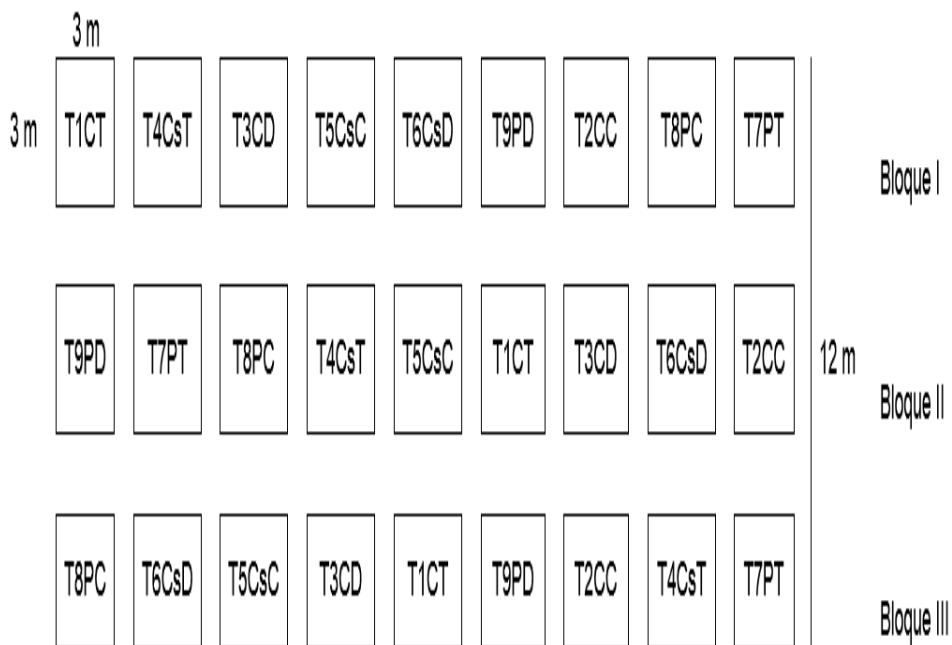 3 m
3 m T1CT T4CsT T3CD T5CsC T6CsD T9PD T2CC T8PC T7PT
Bloque I
T9PD T7PT T8PC T4CsT T5CsC T1CT T3CD T6CsD T2CC 12 m
Bloque II
T8PC T6CsD T5CsC T3CD T1CT T9PD T2CC T4CsT T7PT
Bloque III